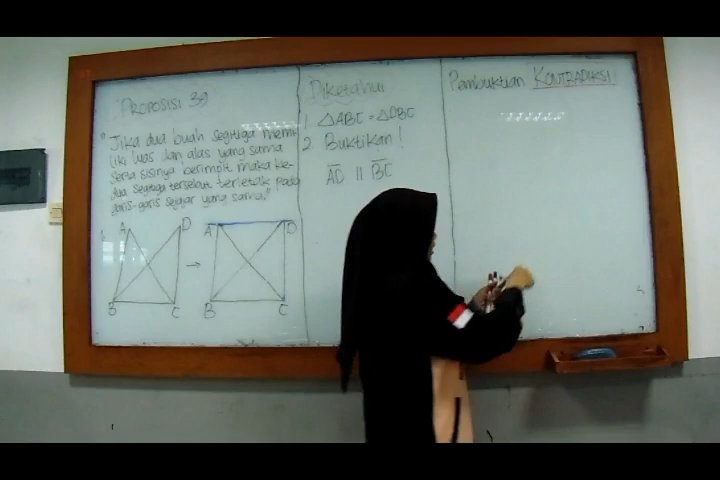 PROPOSISI 39
"Jika dua buah segitiga memi-
liki luas dan alas yang sama
serta sisinya berimpit maka ke-
dua segitiga tersebut terletak pada
garis-garis sejajar yang sama."
A D
B C
→
A D
B C
Diketahui
1. △ABC = △DBC
2 Buktikan!
AD || BC
Pembuktian KONTRADIKSI